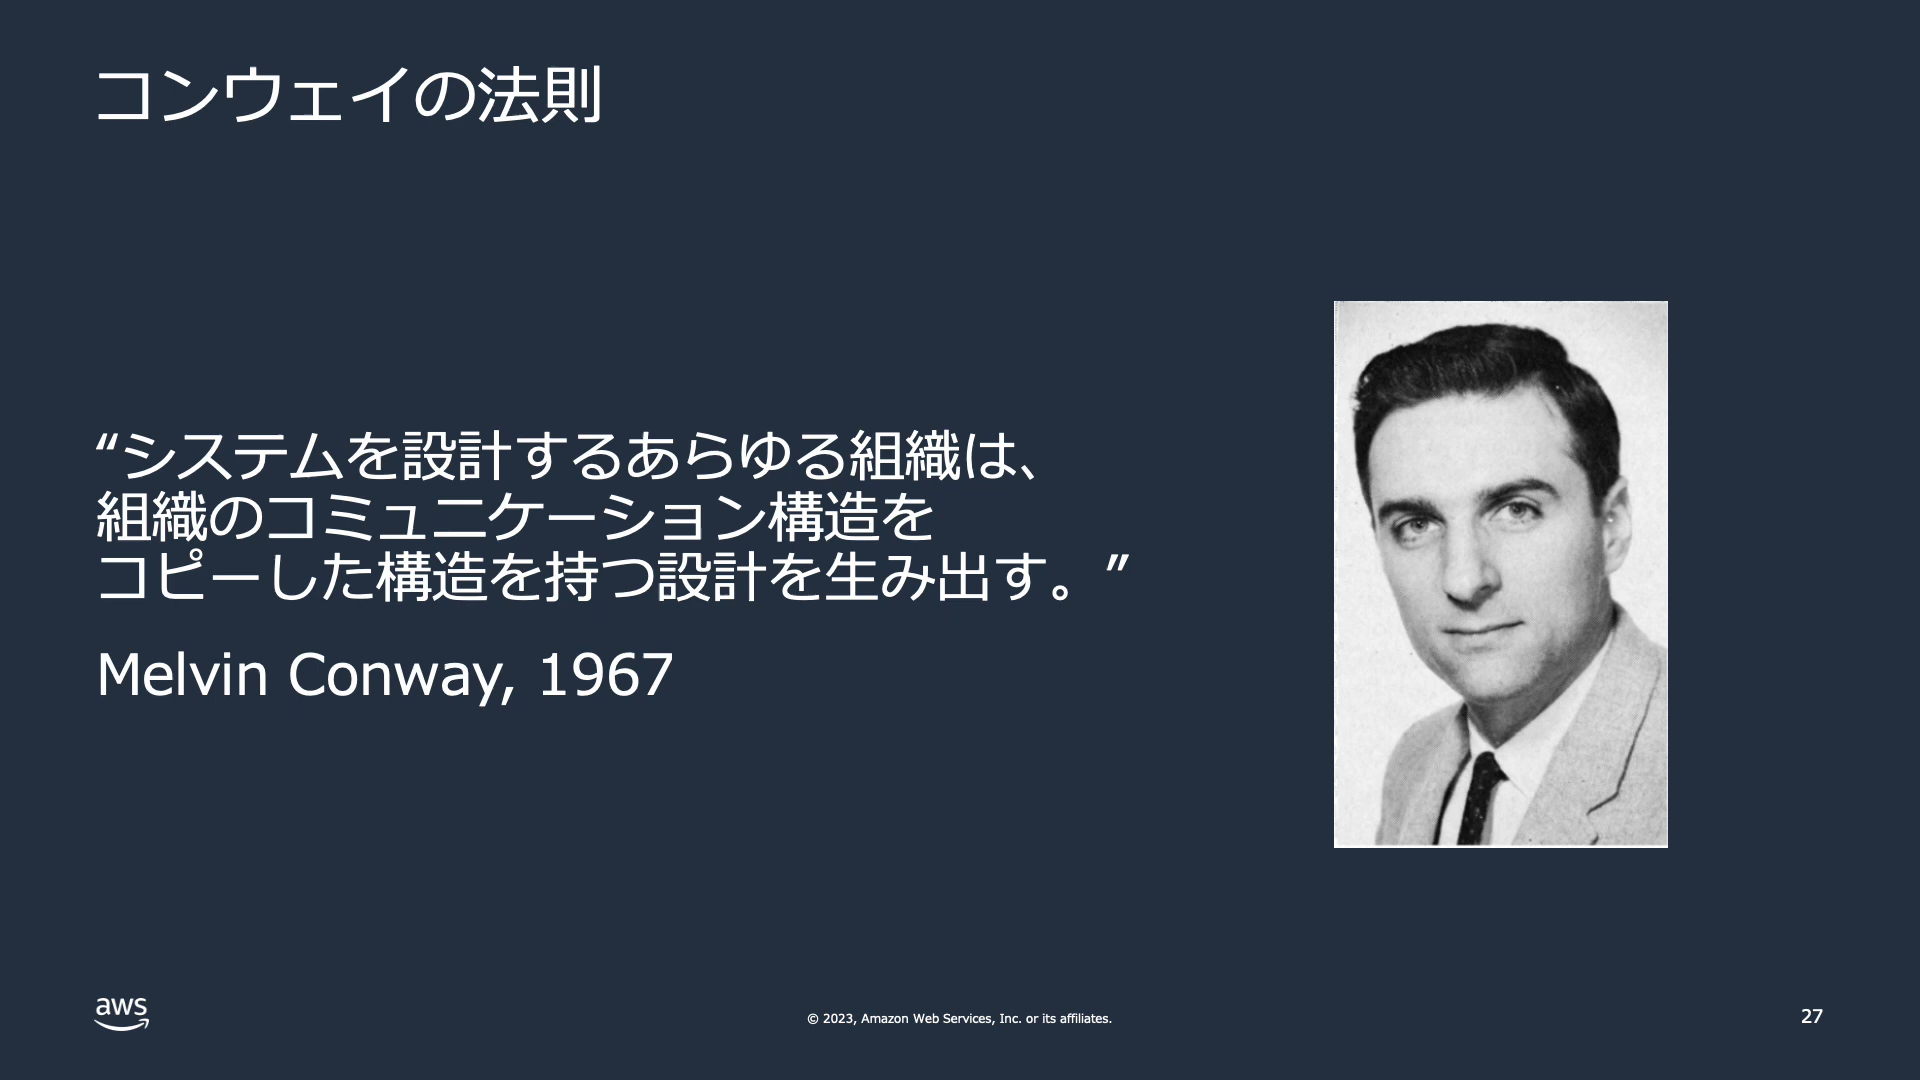 コンウェイの法則
“システムを設計するあらゆる組織は、
組織のコミュニケーション構造を
コピーした構造を持つ設計を生み出す。”
Melvin Conway, 1967
aws
© 2023, Amazon Web Services, Inc. or its affiliates.
27